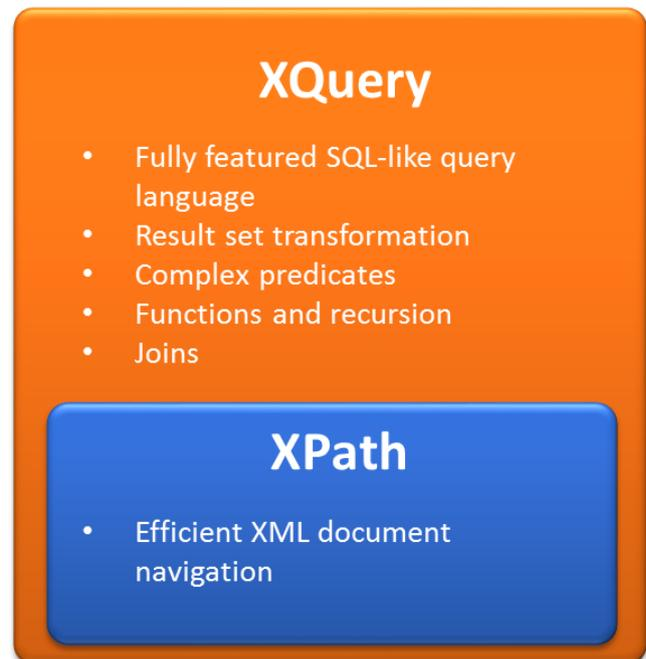 XQuery
• Fully featured SQL-like query
language
• Result set transformation
• Complex predicates
• Functions and recursion
• Joins
XPath
• Efficient XML document
navigation